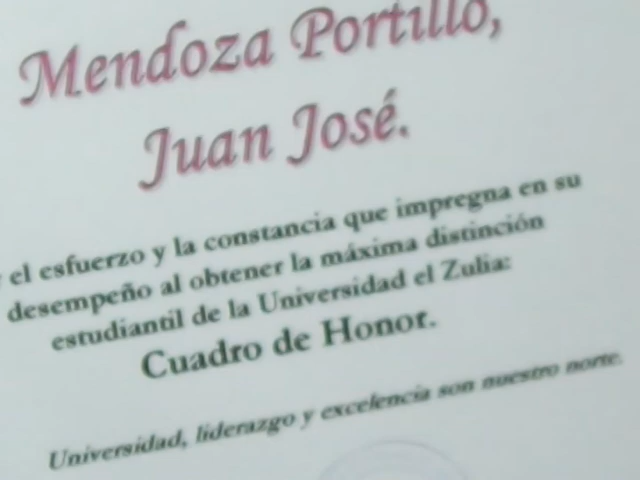 Mendoza Portillo,
Juan José.
el esfuerzo y la constancia que impregna en su
desempeño al obtener la máxima distinción
estudiantil de la Universidad el Zulia:
Cuadro de Honor.
Universidad, liderazgo y excelencia son nuestro norte.